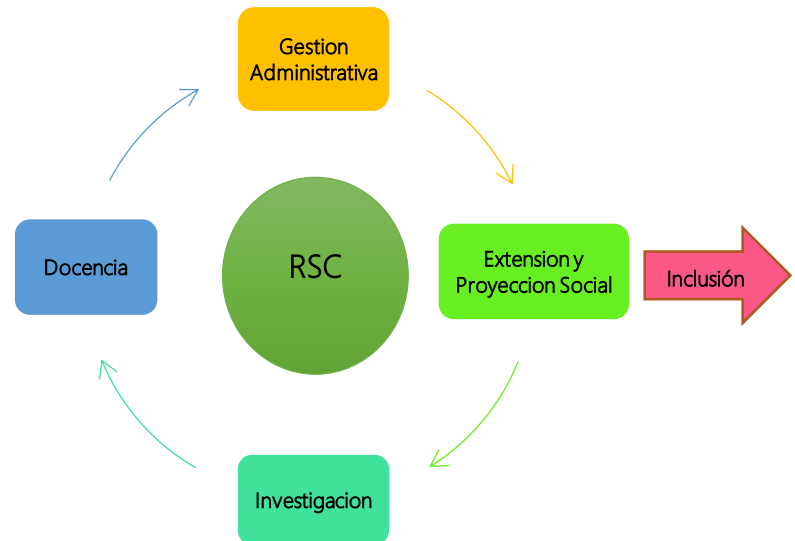 Gestion
Administrativa
Docencia
RSC
Extension y
Proyeccion Social
Inclusión
Investigacion